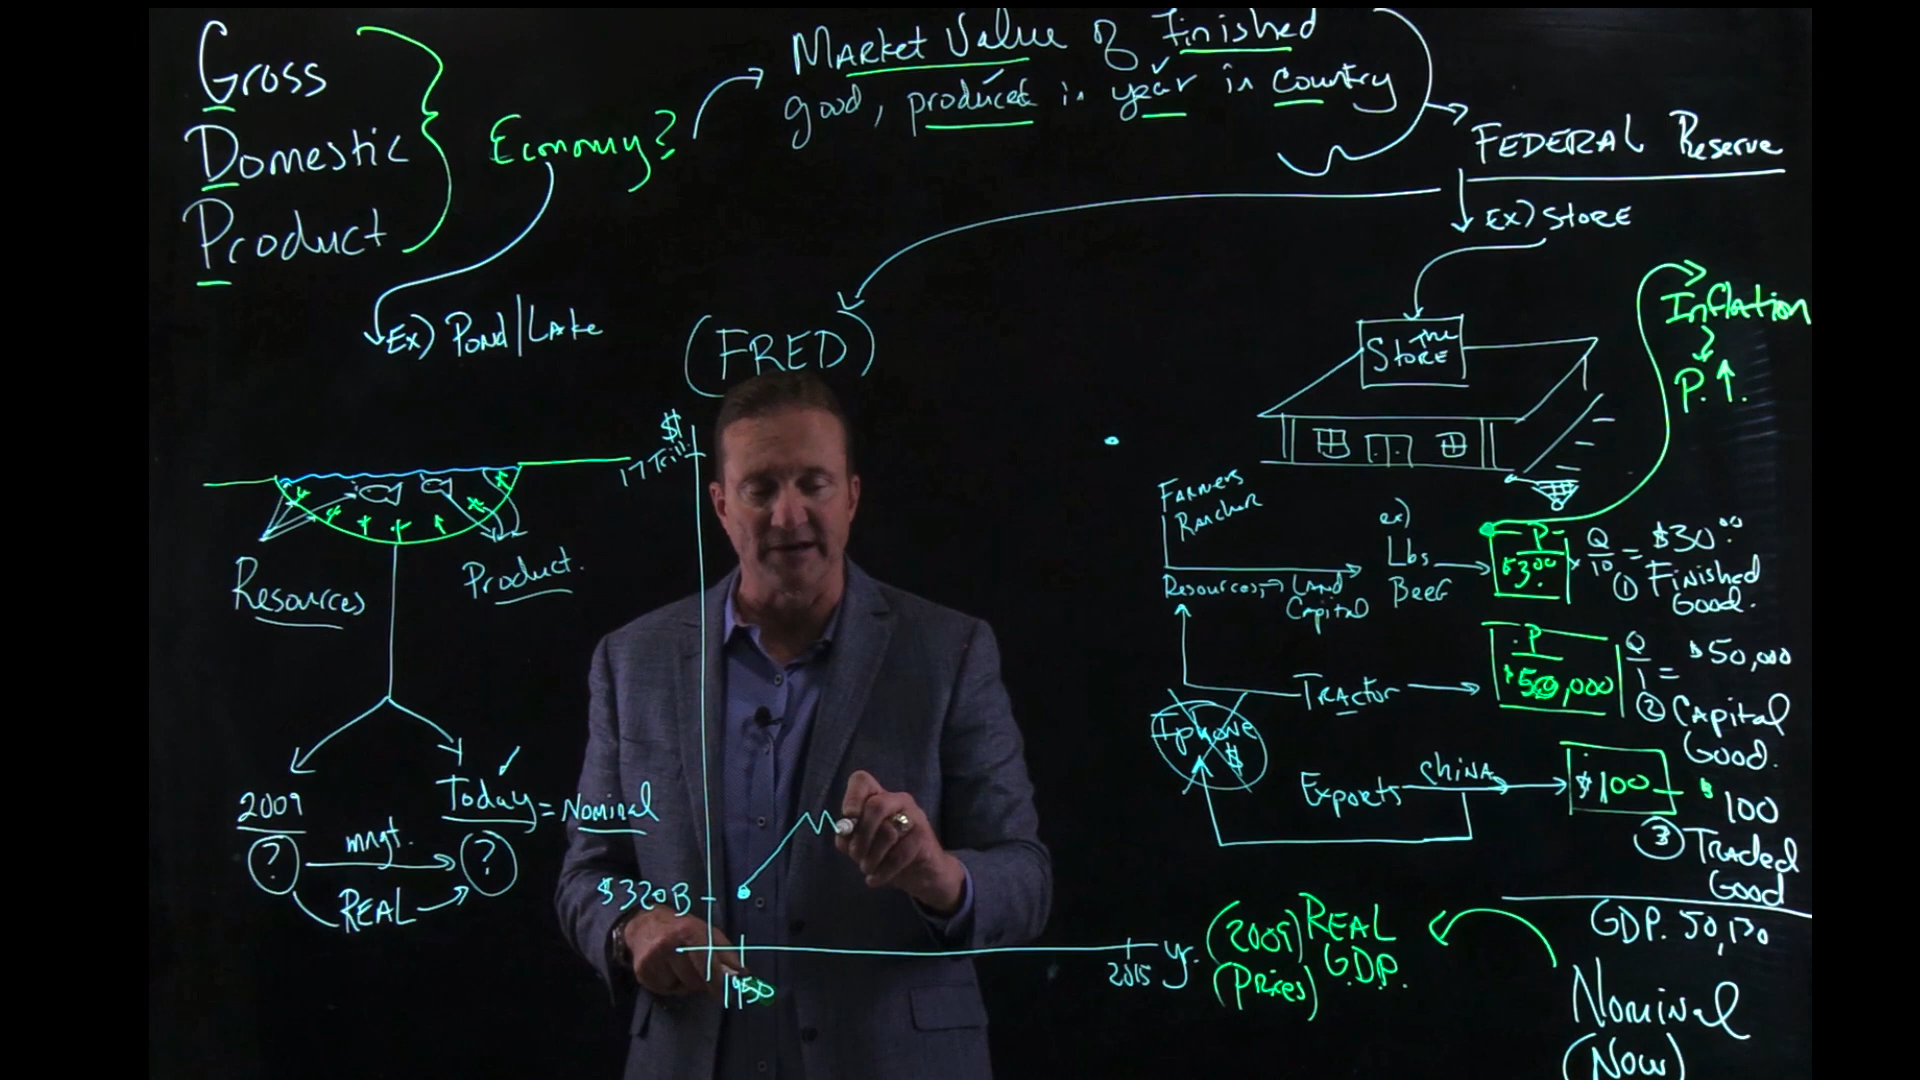 Gross
Domestic
Product
Economy?
Market Value of Finished
good, produced in year in Country
FEDERAL Reserve
Ex) STORE
Ex) Pond/Lake
(FRED)
The
STORE
Inflation
P.↑.
$
17 Trill.
Resources
Product.
2009
Today = Nominal
?
mngt.
?
REAL
$320B
1950
2015
yr.
Farmers
Rancher
Resources → Land
Capital
ex)
Lbs
Beef
P
$3.00
x
Q
10
= $30.00
① Finished
Good.
Tractor
P
$50,000
Q
1
= $50,000
② Capital
Good.
Iphone
$
Exports
China
$100
$100
③ Traded
Good
GDP. 50,130
Nominal
(Now)
(2009) REAL
(Prices) GDP.